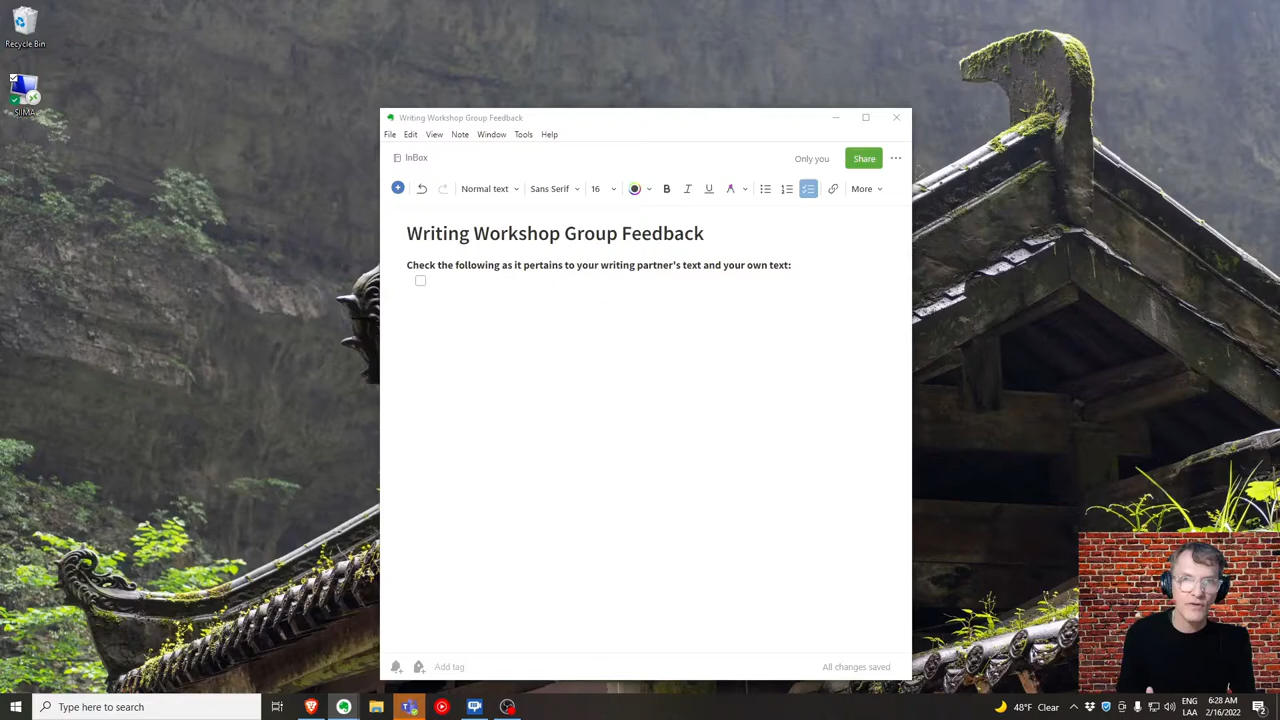 Recycle Bin
SIIMA
Writing Workshop Group Feedback
File Edit View Note Window Tools Help
InBox
Only you
Share
Normal text
Sans Serif
16
More
Writing Workshop Group Feedback
Check the following as it pertains to your writing partner's text and your own text:
Add tag
All changes saved
Type here to search
48°F Clear
ENG
LAA
6:28 AM
2/16/2022
2